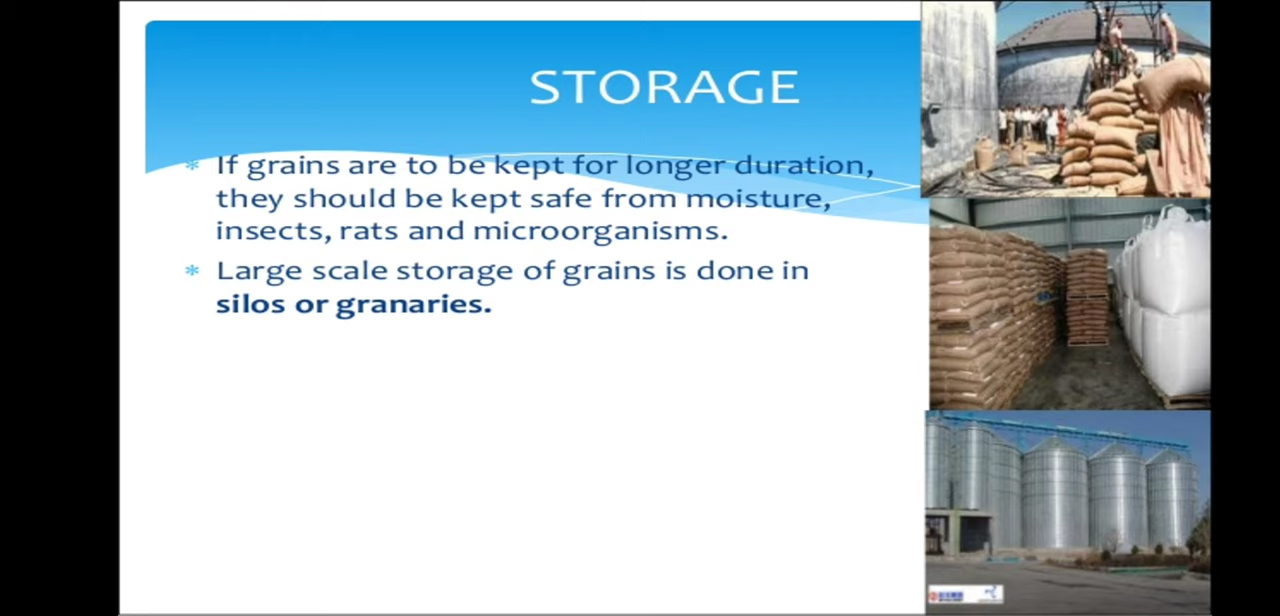 STORAGE
* If grains are to be kept for longer duration,
they should be kept safe from moisture,
insects, rats and microorganisms.
* Large scale storage of grains is done in
silos or granaries.